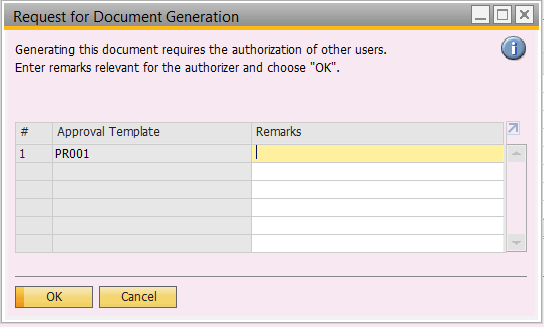 Request for Document Generation
Generating this document requires the authorization of other users.
Enter remarks relevant for the authorizer and choose "OK".
# Approval Template Remarks
1 PR001
OK Cancel